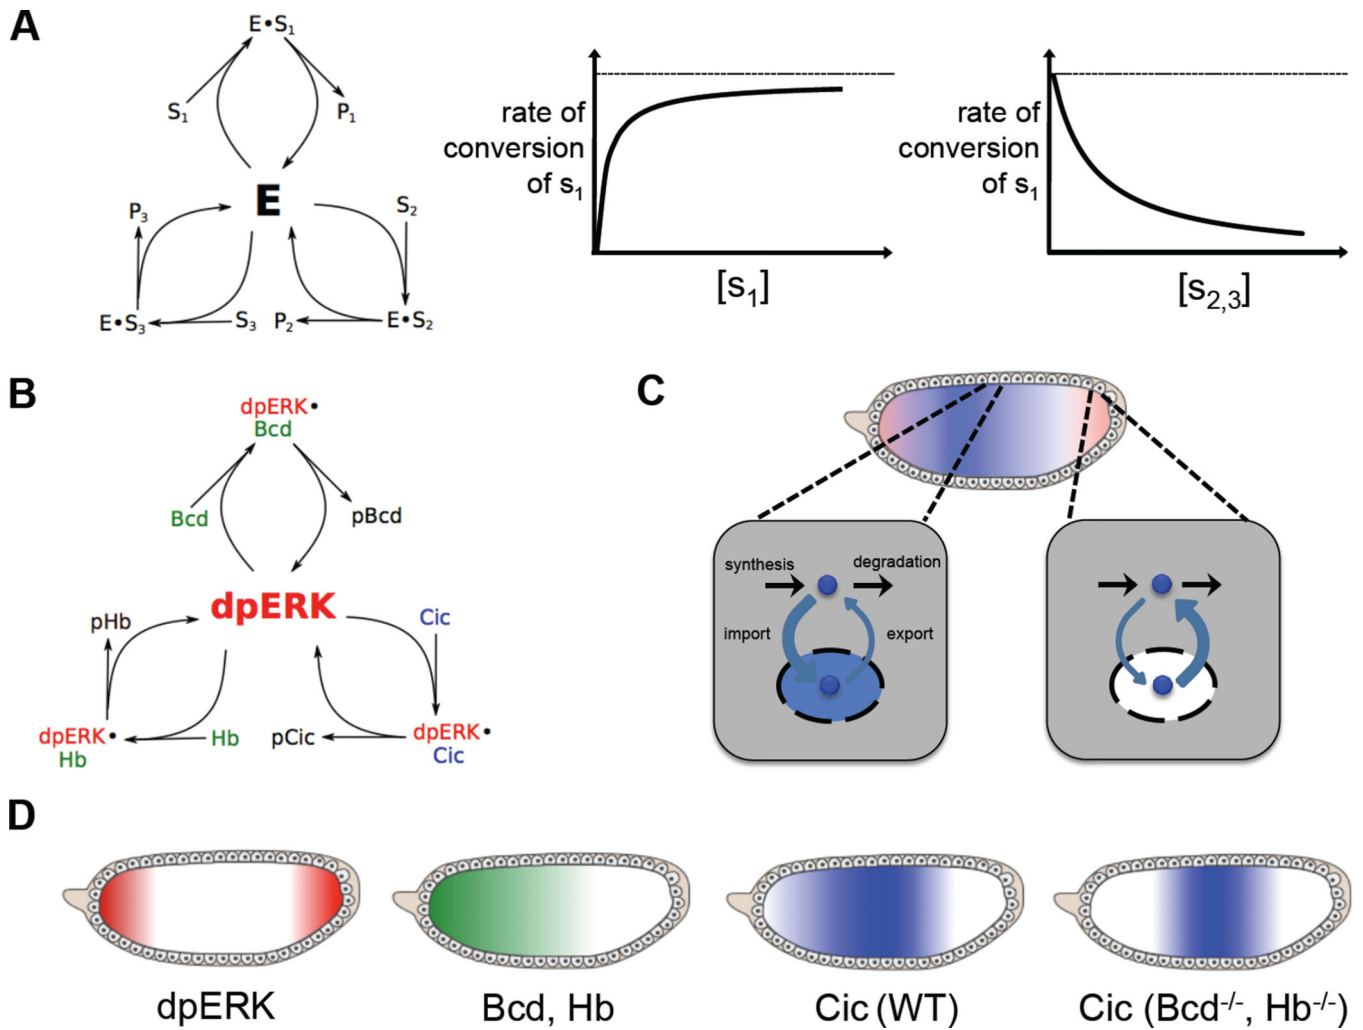 A
E•S₁
S₁
P₁
E
P₃
S₂
E•S₃
S₃
P₂
E•S₂
rate of
conversion
of s₁
[s₁]
rate of
conversion
of s₁
[s₂,₃]
B
dpERK•
Bcd
Bcd
pBcd
dpERK
pHb
Cic
dpERK•
Hb
Hb
pCic
dpERK•
Cic
C
synthesis
degradation
import
export
D
dpERK
Bcd, Hb
Cic (WT)
Cic (Bcd⁻/⁻, Hb⁻/⁻)